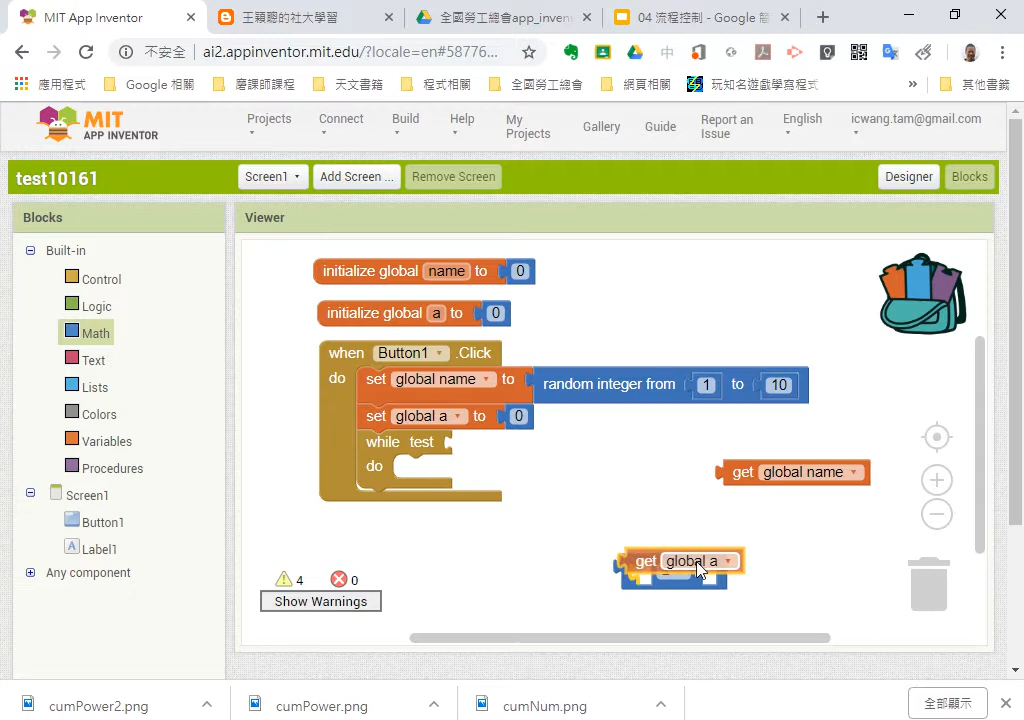 MIT App Inventor
王穎聰的社大學習
全國勞工總會app_inven
04 流程控制 - Google 簡
不安全
ai2.appinventor.mit.edu/?locale=en#58776...
應用程式
Google 相關
磨課師課程
天文書籍
程式相關
全國勞工總會
網頁相關
玩知名遊戲學寫程式
»
其他書籤
MIT
APP INVENTOR
Projects
Connect
Build
Help
My Projects
Gallery
Guide
Report an Issue
English
icwang.tam@gmail.com
test10161
Screen1
Add Screen ...
Remove Screen
Designer
Blocks
Blocks
Viewer
Built-in
Control
Logic
Math
Text
Lists
Colors
Variables
Procedures
Screen1
Button1
Label1
Any component
initialize global name to 0
initialize global a to 0
when Button1 .Click
do set global name to random integer from 1 to 10
set global a to 0
while test
do
get global name
get global a
4 0
Show Warnings
cumPower2.png
cumPower.png
cumNum.png
全部顯示